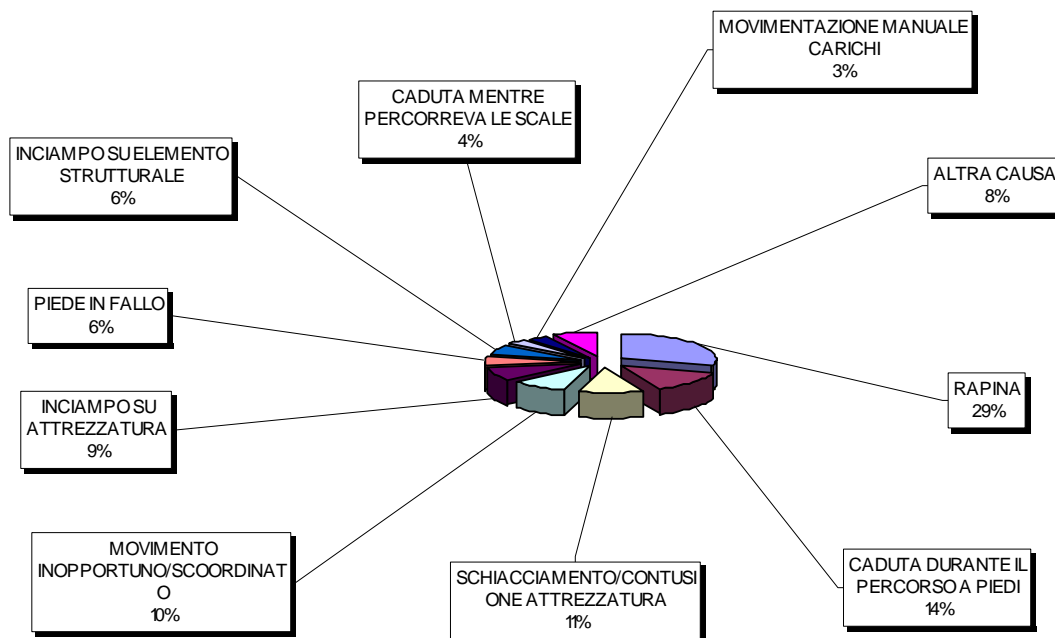 MOVIMENTAZIONE MANUALE
CARICHI
3%
CADUTA MENTRE
PERCORREVA LE SCALE
4%
INCIAMPO SU ELEMENTO
STRUTTURALE
6%
ALTRA CAUSA
8%
PIEDE IN FALLO
6%
RAPINA
29%
INCIAMPO SU
ATTREZZATURA
9%
MOVIMENTO
INOPPORTUNO/SCOORDINAT
O
10%
SCHIACCIAMENTO/CONTUSI
ONE ATTREZZATURA
11%
CADUTA DURANTE IL
PERCORSO A PIEDI
14%